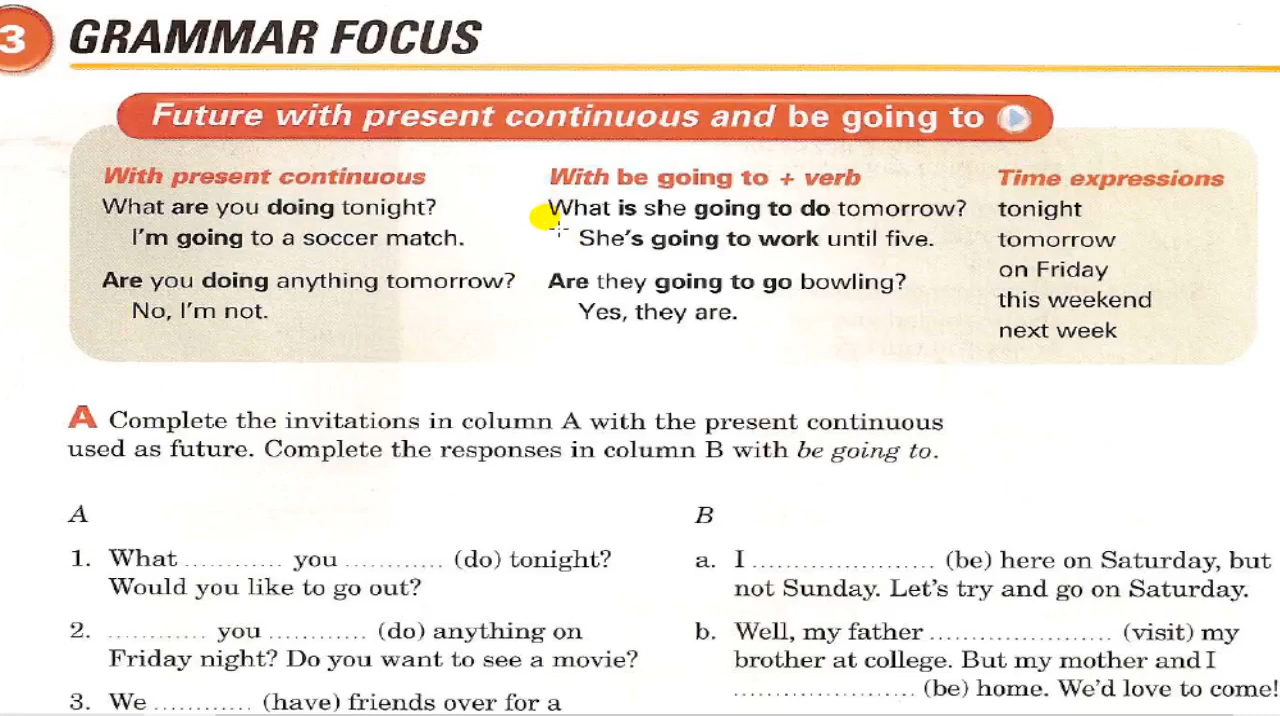 3 GRAMMAR FOCUS
Future with present continuous and be going to
With present continuous
What are you doing tonight?
I'm going to a soccer match.
Are you doing anything tomorrow?
No, I'm not.
With be going to + verb
What is she going to do tomorrow?
She's going to work until five.
Are they going to go bowling?
Yes, they are.
Time expressions
tonight
tomorrow
on Friday
this weekend
next week
A Complete the invitations in column A with the present continuous
used as future. Complete the responses in column B with be going to.
A
1. What ............ you ............ (do) tonight?
Would you like to go out?
2. ............ you ............ (do) anything on
Friday night? Do you want to see a movie?
3. We ............ (have) friends over for a
B
a. I ...................... (be) here on Saturday, but
not Sunday. Let's try and go on Saturday.
b. Well, my father ...................... (visit) my
brother at college. But my mother and I
...................... (be) home. We'd love to come!